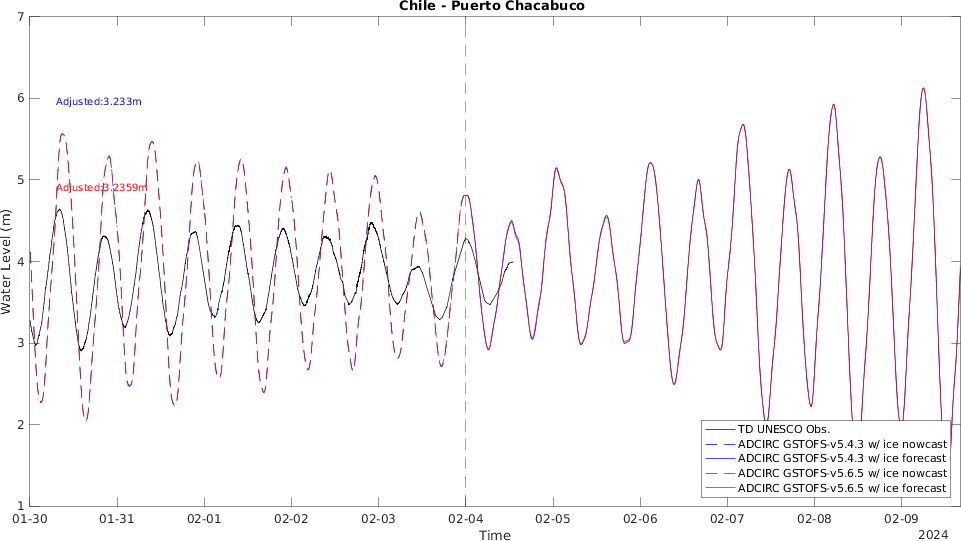 Chile - Puerto Chacabuco
7
6
5
4
3
2
1
Water Level (m)
Adjusted:3.233m
Adjusted:3.2359m
TD UNESCO Obs.
ADCIRC GSTOFS-v5.4.3 w/ ice nowcast
ADCIRC GSTOFS-v5.4.3 w/ ice forecast
ADCIRC GSTOFS-v5.6.5 w/ ice nowcast
ADCIRC GSTOFS-v5.6.5 w/ ice forecast
01-30 01-31 02-01 02-02 02-03 02-04 02-05 02-06 02-07 02-08 02-09
Time
2024